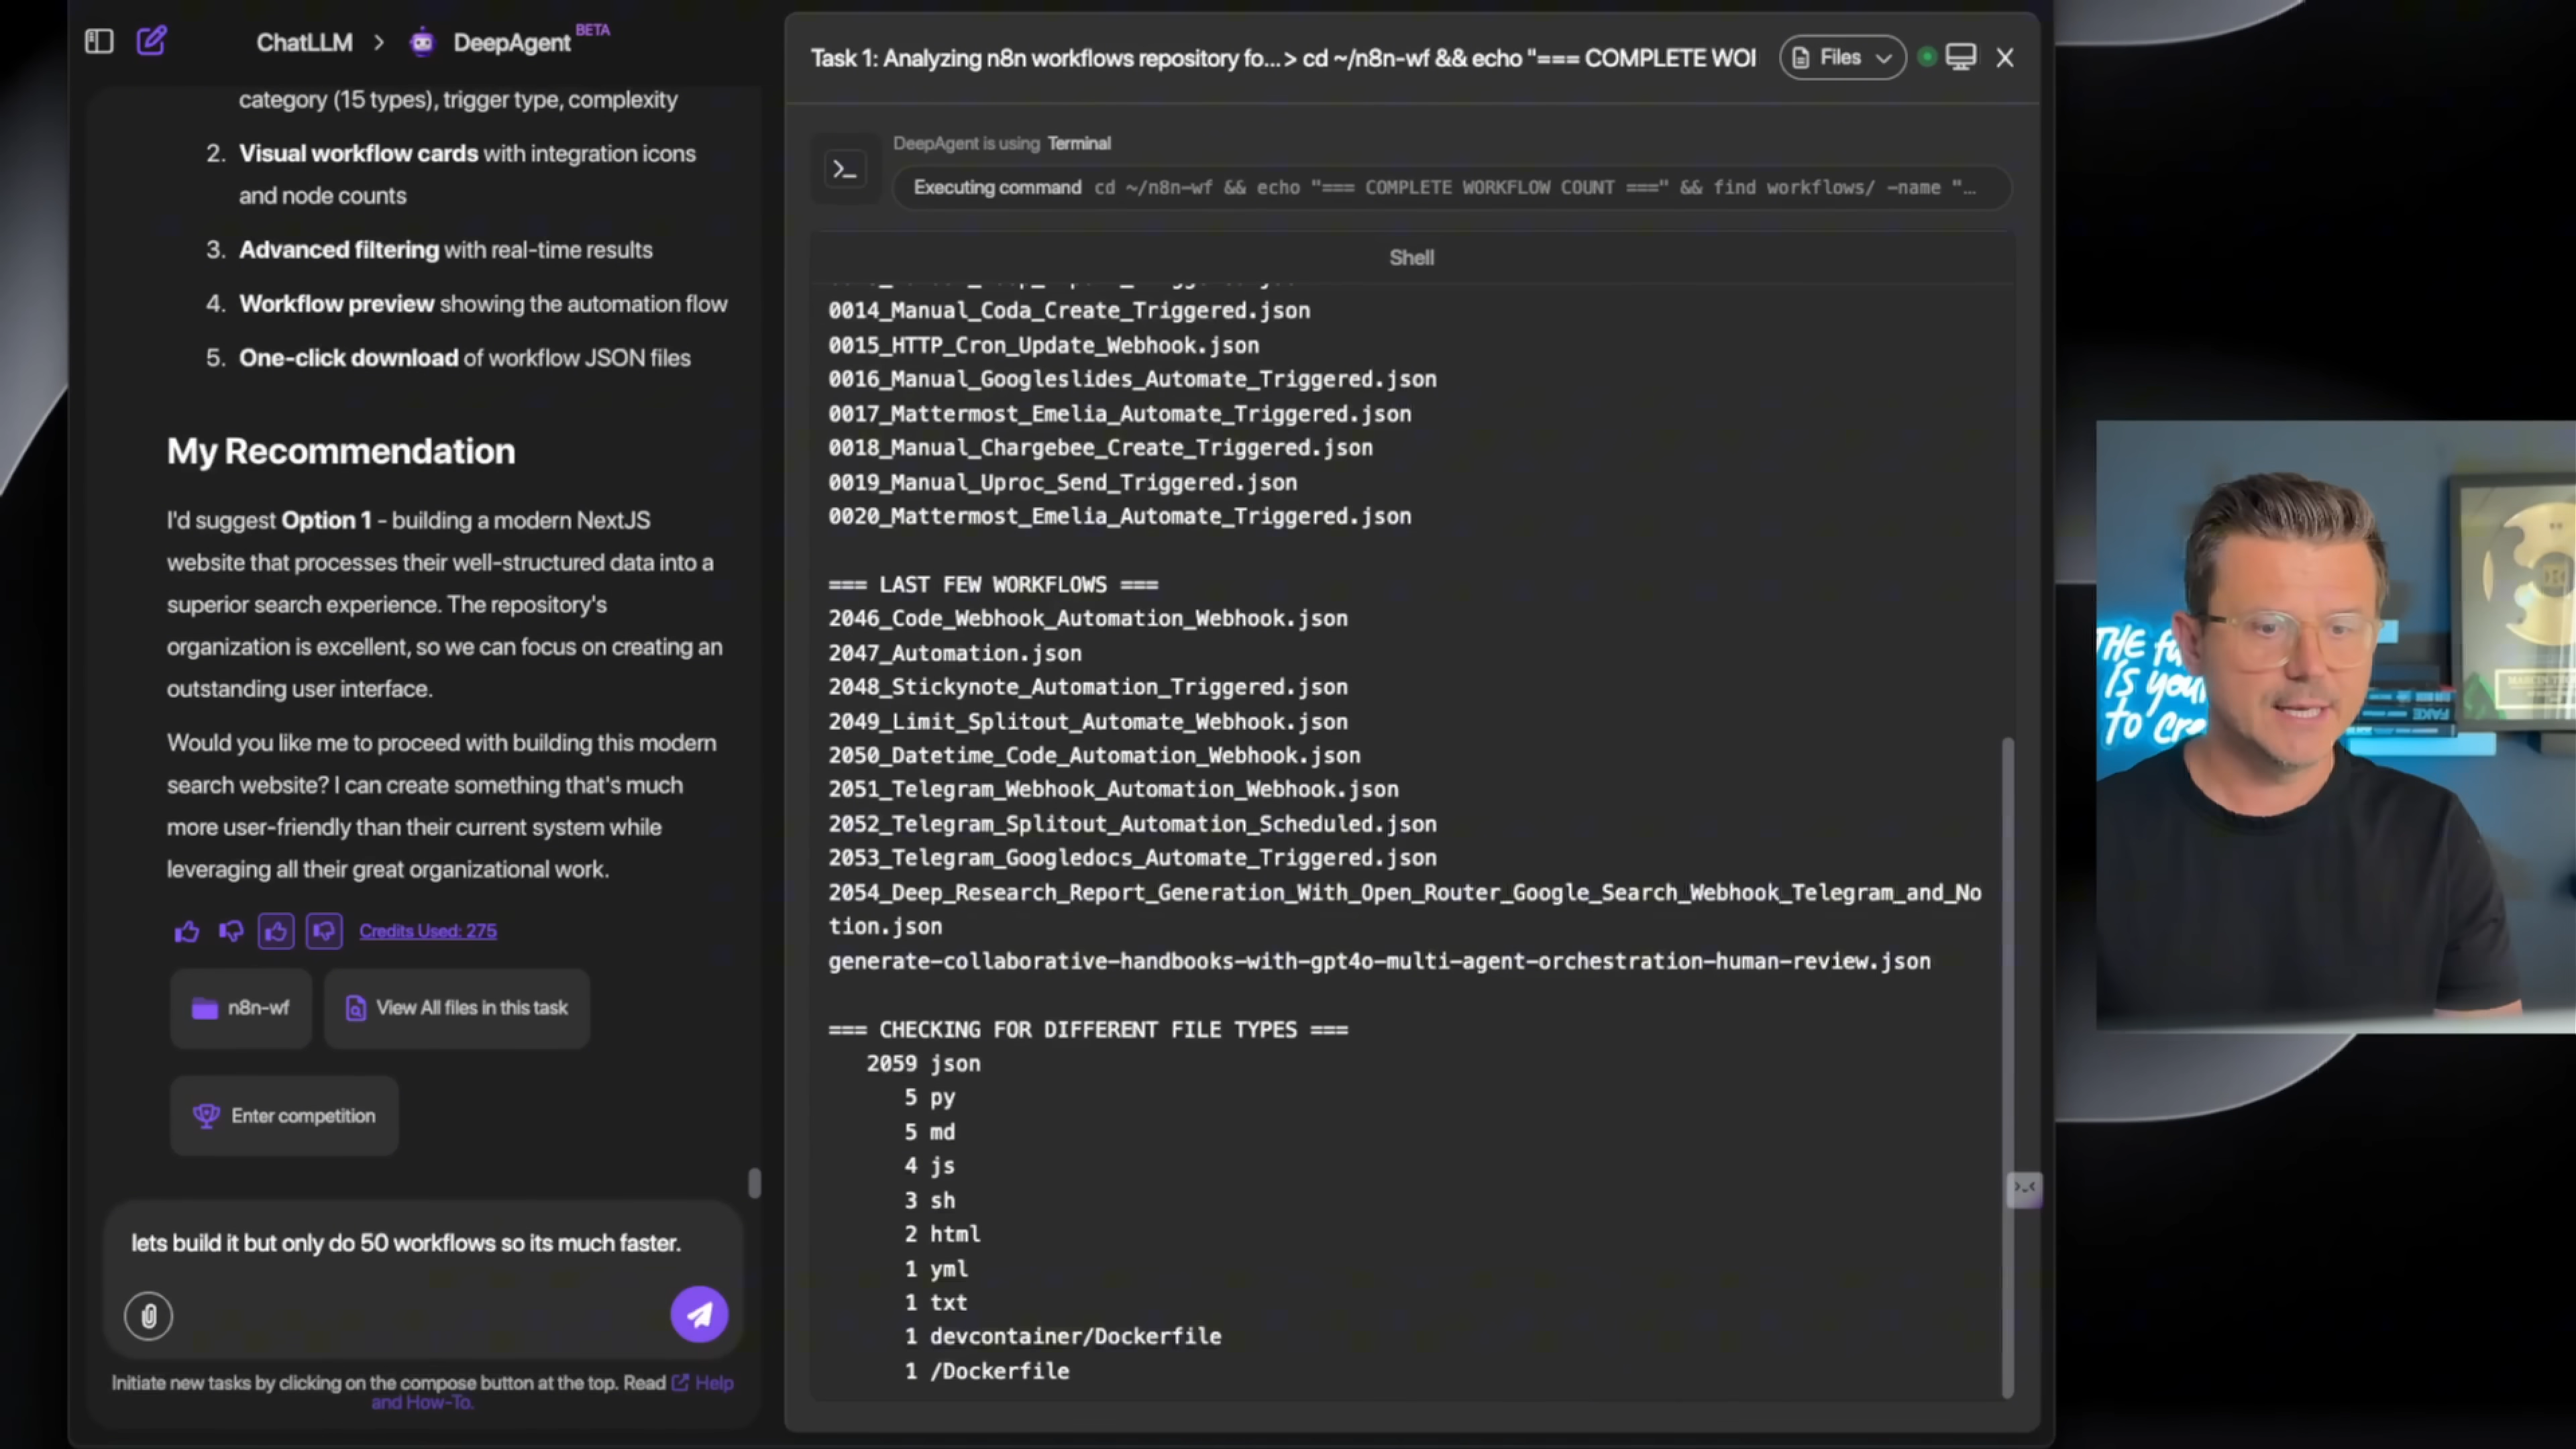 ChatLLM > DeepAgent BETA
category (15 types), trigger type, complexity
2. Visual workflow cards with integration icons
and node counts
3. Advanced filtering with real-time results
4. Workflow preview showing the automation flow
5. One-click download of workflow JSON files
My Recommendation
I'd suggest Option 1 - building a modern NextJS
website that processes their well-structured data into a
superior search experience. The repository's
organization is excellent, so we can focus on creating an
outstanding user interface.
Would you like me to proceed with building this modern
search website? I can create something that's much
more user-friendly than their current system while
leveraging all their great organizational work.
Credits Used: 275
n8n-wf
View All files in this task
Enter competition
lets build it but only do 50 workflows so its much faster.
Initiate new tasks by clicking on the compose button at the top. Read Help
and How-To.
Task 1: Analyzing n8n workflows repository fo... > cd ~/n8n-wf && echo "=== COMPLETE WOI
Files
DeepAgent is using Terminal
Executing command cd ~/n8n-wf && echo "=== COMPLETE WORKFLOW COUNT ===" && find workflows/ -name "...
Shell
0014_Manual_Coda_Create_Triggered.json
0015_HTTP_Cron_Update_Webhook.json
0016_Manual_Googleslides_Automate_Triggered.json
0017_Mattermost_Emelia_Automate_Triggered.json
0018_Manual_Chargebee_Create_Triggered.json
0019_Manual_Uproc_Send_Triggered.json
0020_Mattermost_Emelia_Automate_Triggered.json
=== LAST FEW WORKFLOWS ===
2046_Code_Webhook_Automation_Webhook.json
2047_Automation.json
2048_Stickynote_Automation_Triggered.json
2049_Limit_Splitout_Automate_Webhook.json
2050_Datetime_Code_Automation_Webhook.json
2051_Telegram_Webhook_Automation_Webhook.json
2052_Telegram_Splitout_Automation_Scheduled.json
2053_Telegram_Googledocs_Automate_Triggered.json
2054_Deep_Research_Report_Generation_With_Open_Router_Google_Search_Webhook_Telegram_and_No
tion.json
generate-collaborative-handbooks-with-gpt4o-multi-agent-orchestration-human-review.json
=== CHECKING FOR DIFFERENT FILE TYPES ===
2059 json
5 py
5 md
4 js
3 sh
2 html
1 yml
1 txt
1 devcontainer/Dockerfile
1 /Dockerfile
THE
Is
to